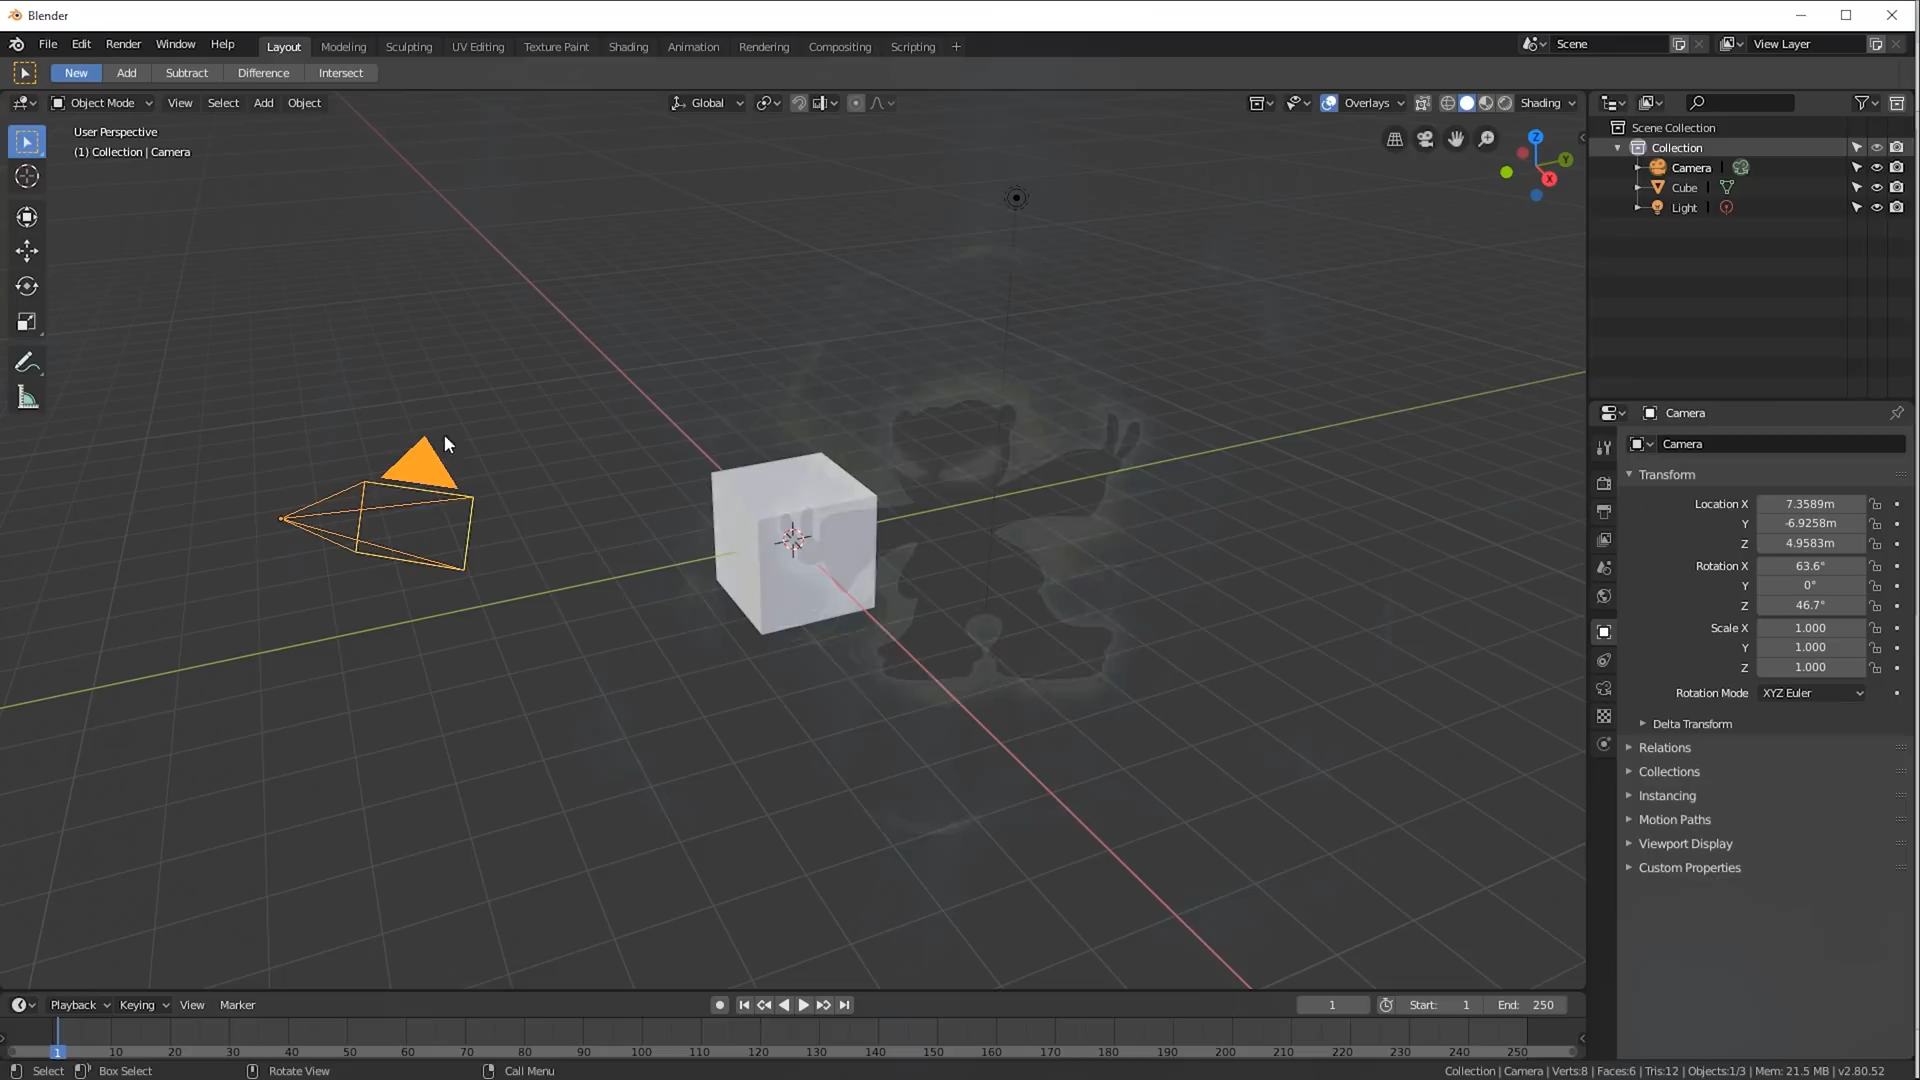 Blender
File Edit Render Window Help Layout Modeling Sculpting UV Editing Texture Paint Shading Animation Rendering Compositing Scripting + Scene View Layer
New Add Subtract Difference Intersect
Object Mode View Select Add Object Global Overlays Shading
User Perspective
(1) Collection | Camera
Z
Y
X
Scene Collection
Collection
Camera
Cube
Light
Camera
Camera
Transform
Location X 7.3589m
Y -6.9258m
Z 4.9583m
Rotation X 63.6°
Y 0°
Z 46.7°
Scale X 1.000
Y 1.000
Z 1.000
Rotation Mode XYZ Euler
Delta Transform
Relations
Collections
Instancing
Motion Paths
Viewport Display
Custom Properties
Playback Keying View Marker 1 Start: 1 End: 250
1 10 20 30 40 50 60 70 80 90 100 110 120 130 140 150 160 170 180 190 200 210 220 230 240 250
Select Box Select Rotate View Call Menu Collection | Camera | Verts:8 | Faces:6 | Tris:12 | Objects:1/3 | Mem: 21.5 MB | v2.80.52